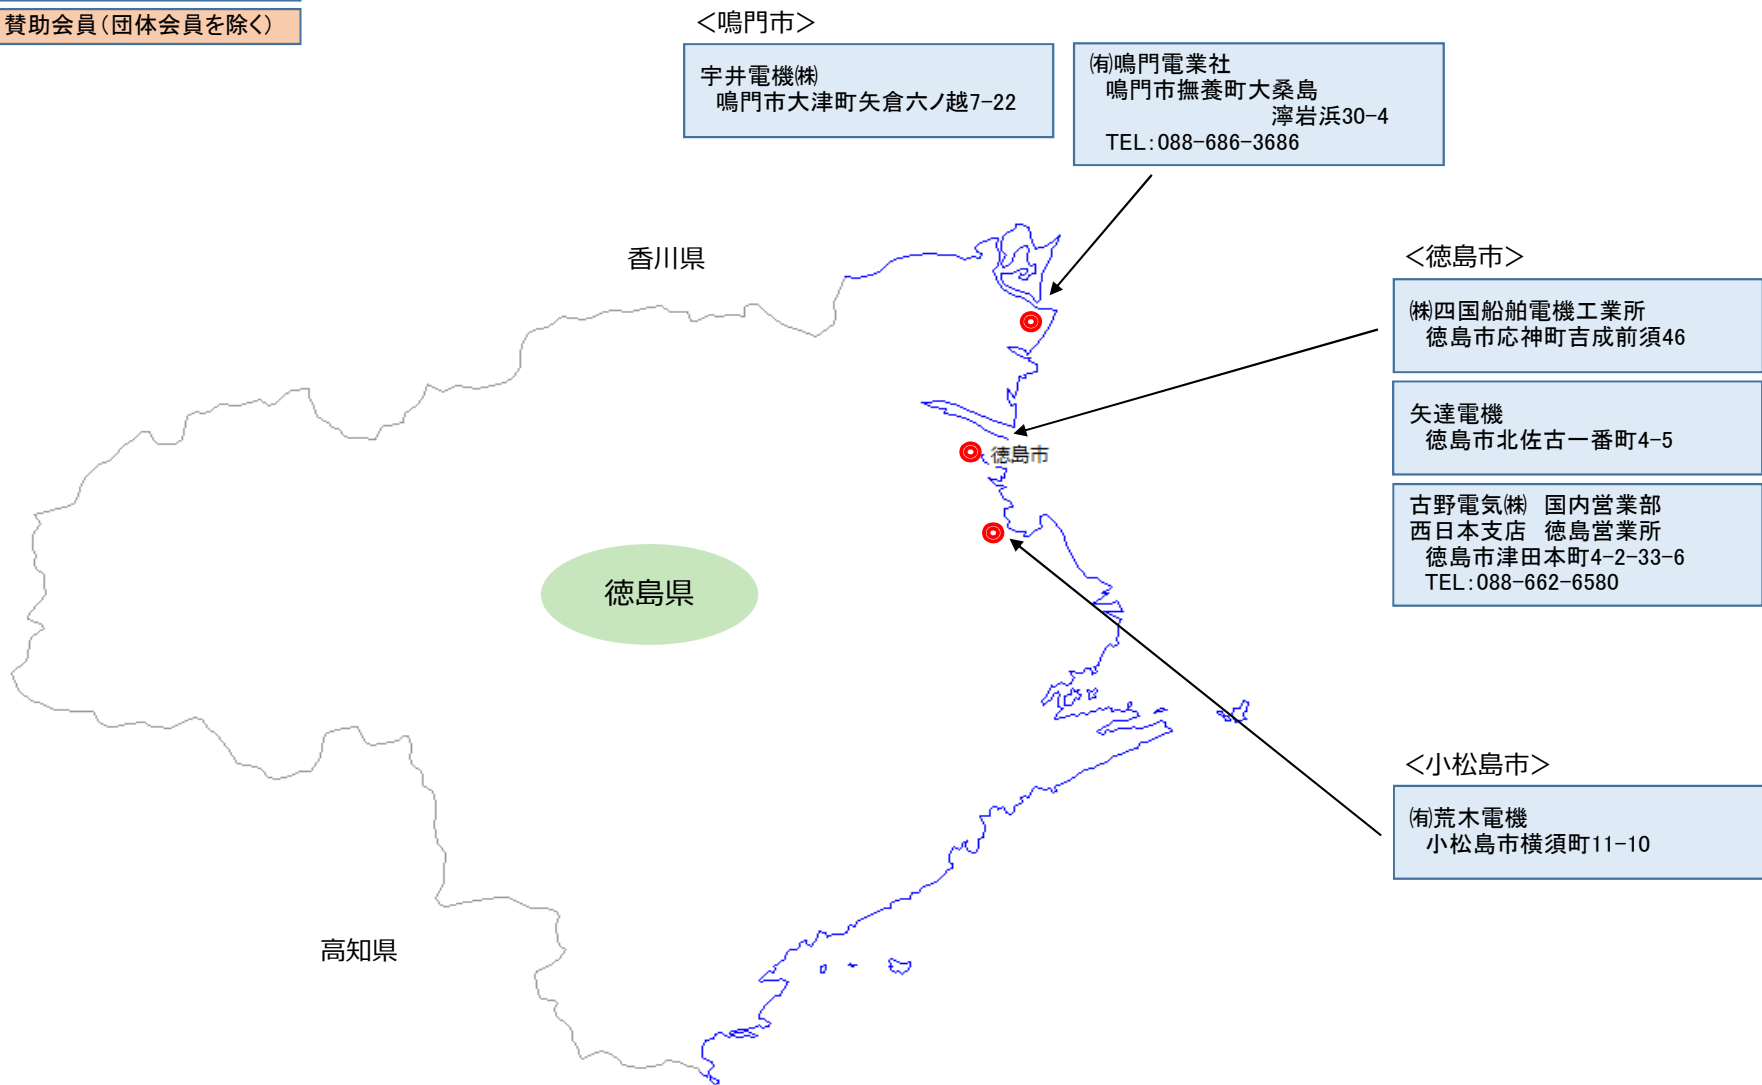 賛助会員(団体会員を除く)
<鳴門市>
宇井電機㈱
鳴門市大津町矢倉六ノ越7-22
㈲鳴門電業社
鳴門市撫養町大桑島
濘岩浜30-4
TEL:088-686-3686
香川県
<徳島市>
㈱四国船舶電機工業所
徳島市応神町吉成前須46
矢達電機
徳島市北佐古一番町4-5
古野電気㈱　国内営業部
西日本支店　徳島営業所
徳島市津田本町4-2-33-6
TEL:088-662-6580
徳島市
徳島県
<小松島市>
㈲荒木電機
小松島市横須町11-10
高知県